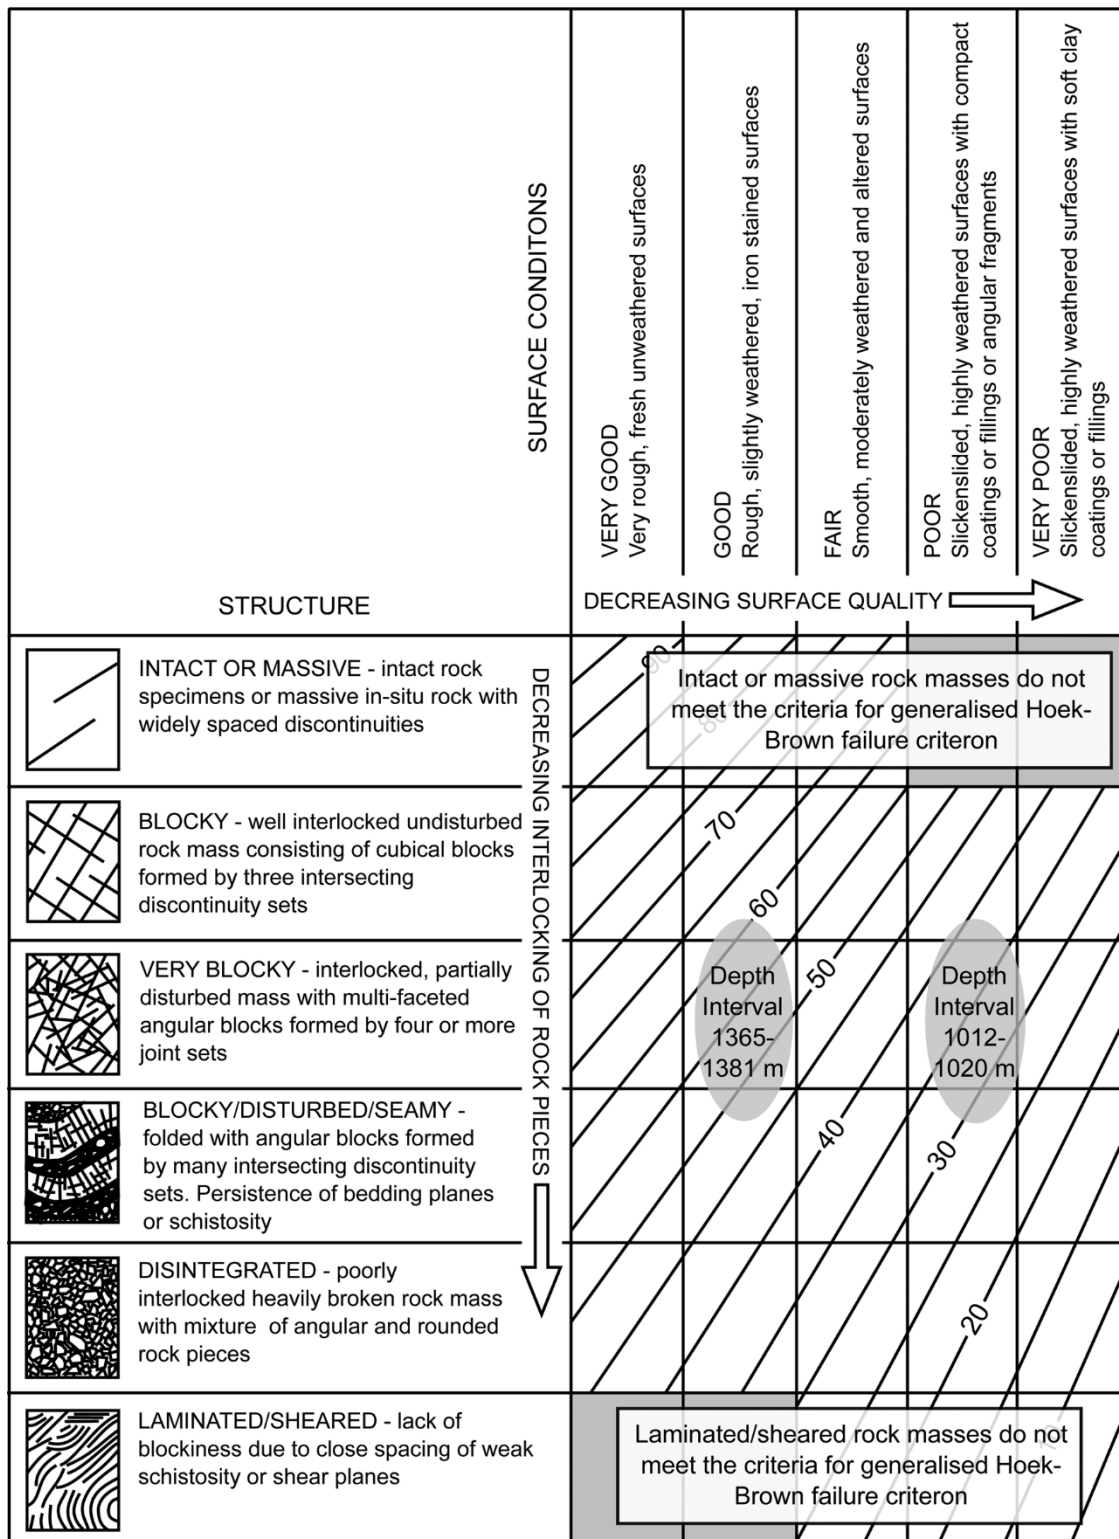 SURFACE CONDITONS
VERY GOOD
Very rough, fresh unweathered surfaces
GOOD
Rough, slightly weathered, iron stained surfaces
FAIR
Smooth, moderately weathered and altered surfaces
POOR
Slickenslided, highly weathered surfaces with compact
coatings or fillings or angular fragments
VERY POOR
Slickenslided, highly weathered surfaces with soft clay
coatings or fillings
STRUCTURE
DECREASING SURFACE QUALITY
DECREASING INTERLOCKING OF ROCK PIECES
INTACT OR MASSIVE - intact rock
specimens or massive in-situ rock with
widely spaced discontinuities
90
80
Intact or massive rock masses do not
meet the criteria for generalised Hoek-
Brown failure criteron
BLOCKY - well interlocked undisturbed
rock mass consisting of cubical blocks
formed by three intersecting
discontinuity sets
70
60
VERY BLOCKY - interlocked, partially
disturbed mass with multi-faceted
angular blocks formed by four or more
joint sets
Depth
Interval
1365-
1381 m
50
Depth
Interval
1012-
1020 m
BLOCKY/DISTURBED/SEAMY -
folded with angular blocks formed
by many intersecting discontinuity
sets. Persistence of bedding planes
or schistosity
40
30
DISINTEGRATED - poorly
interlocked heavily broken rock mass
with mixture of angular and rounded
rock pieces
20
LAMINATED/SHEARED - lack of
blockiness due to close spacing of weak
schistosity or shear planes
10
Laminated/sheared rock masses do not
meet the criteria for generalised Hoek-
Brown failure criteron